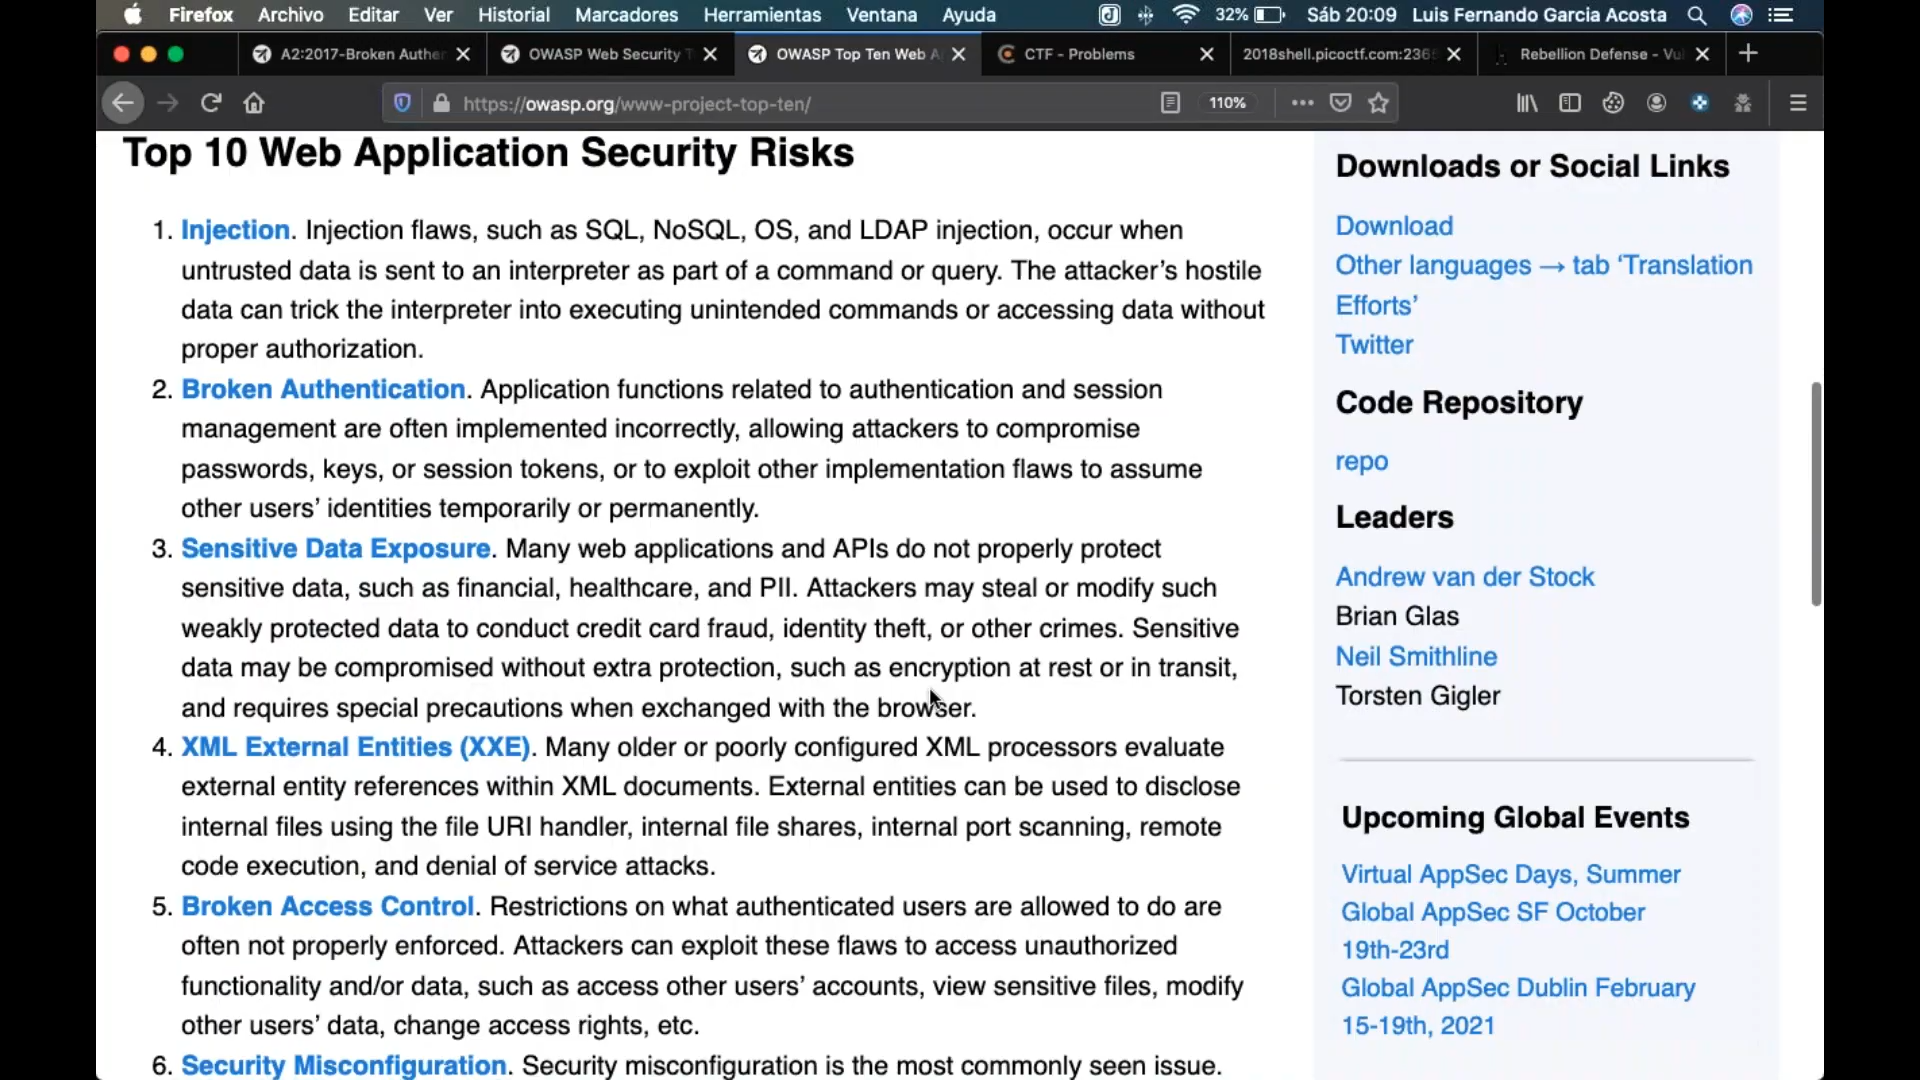 Firefox Archivo Editar Ver Historial Marcadores Herramientas Ventana Ayuda 32% Sáb 20:09 Luis Fernando Garcia Acosta
A2:2017-Broken Authen OWASP Web Security T OWASP Top Ten Web A CTF - Problems 2018shell.picoctf.com:236 Rebellion Defense - Vul
https://owasp.org/www-project-top-ten/ 110%
Top 10 Web Application Security Risks
1. Injection. Injection flaws, such as SQL, NoSQL, OS, and LDAP injection, occur when
untrusted data is sent to an interpreter as part of a command or query. The attacker’s hostile
data can trick the interpreter into executing unintended commands or accessing data without
proper authorization.
2. Broken Authentication. Application functions related to authentication and session
management are often implemented incorrectly, allowing attackers to compromise
passwords, keys, or session tokens, or to exploit other implementation flaws to assume
other users’ identities temporarily or permanently.
3. Sensitive Data Exposure. Many web applications and APIs do not properly protect
sensitive data, such as financial, healthcare, and PII. Attackers may steal or modify such
weakly protected data to conduct credit card fraud, identity theft, or other crimes. Sensitive
data may be compromised without extra protection, such as encryption at rest or in transit,
and requires special precautions when exchanged with the browser.
4. XML External Entities (XXE). Many older or poorly configured XML processors evaluate
external entity references within XML documents. External entities can be used to disclose
internal files using the file URI handler, internal file shares, internal port scanning, remote
code execution, and denial of service attacks.
5. Broken Access Control. Restrictions on what authenticated users are allowed to do are
often not properly enforced. Attackers can exploit these flaws to access unauthorized
functionality and/or data, such as access other users’ accounts, view sensitive files, modify
other users’ data, change access rights, etc.
6. Security Misconfiguration. Security misconfiguration is the most commonly seen issue.
Downloads or Social Links
Download
Other languages → tab ‘Translation
Efforts’
Twitter
Code Repository
repo
Leaders
Andrew van der Stock
Brian Glas
Neil Smithline
Torsten Gigler
Upcoming Global Events
Virtual AppSec Days, Summer
Global AppSec SF October
19th-23rd
Global AppSec Dublin February
15-19th, 2021